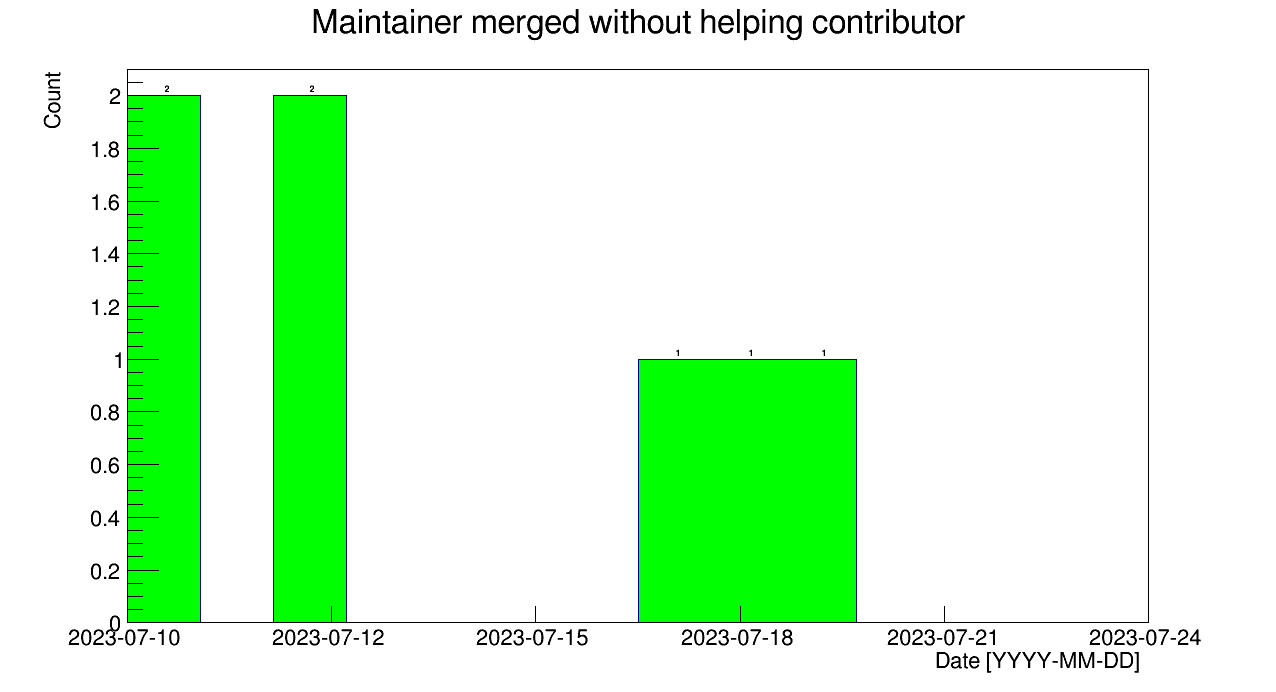 Maintainer merged without helping contributor
Count
2
1.8
1.6
1.4
1.2
1
0.8
0.6
0.4
0.2
0
2 2 1 1 1
2023-07-10 2023-07-12 2023-07-15 2023-07-18 2023-07-21 2023-07-24
Date [YYYY-MM-DD]